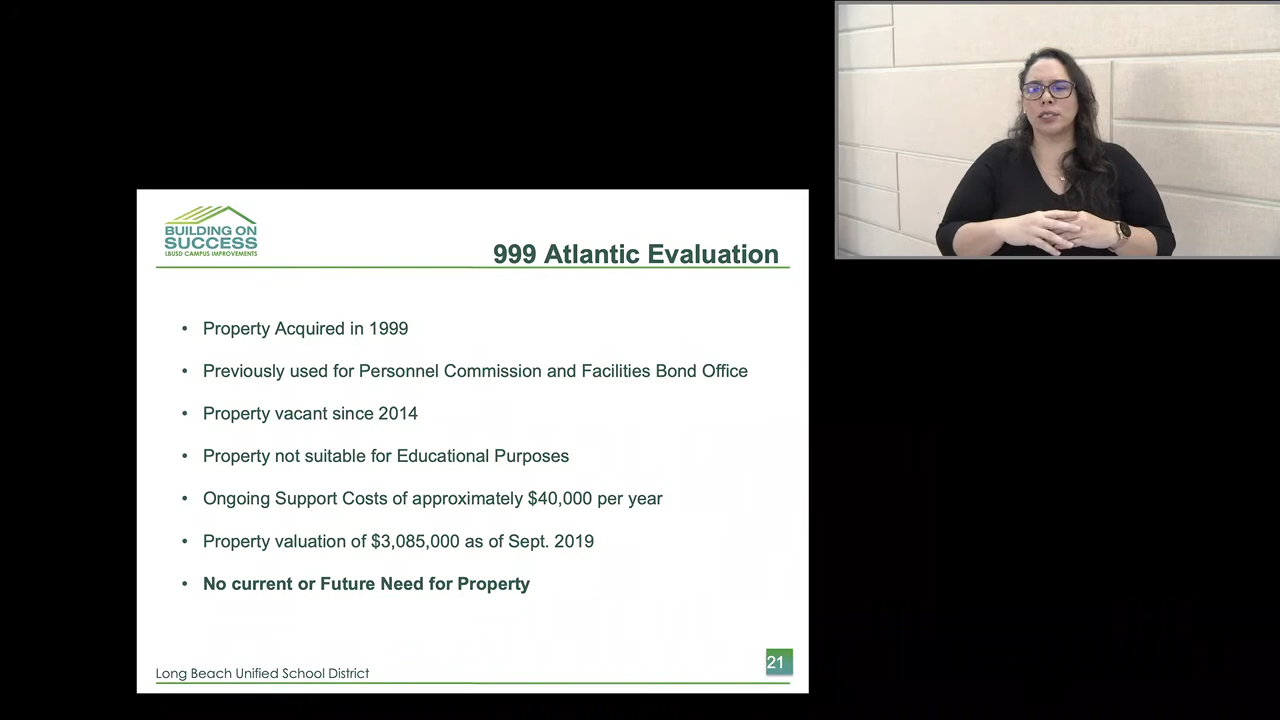 BUILDING ON
SUCCESS
LBUSD CAMPUS IMPROVEMENTS
999 Atlantic Evaluation
• Property Acquired in 1999
• Previously used for Personnel Commission and Facilities Bond Office
• Property vacant since 2014
• Property not suitable for Educational Purposes
• Ongoing Support Costs of approximately $40,000 per year
• Property valuation of $3,085,000 as of Sept. 2019
• No current or Future Need for Property
Long Beach Unified School District
21